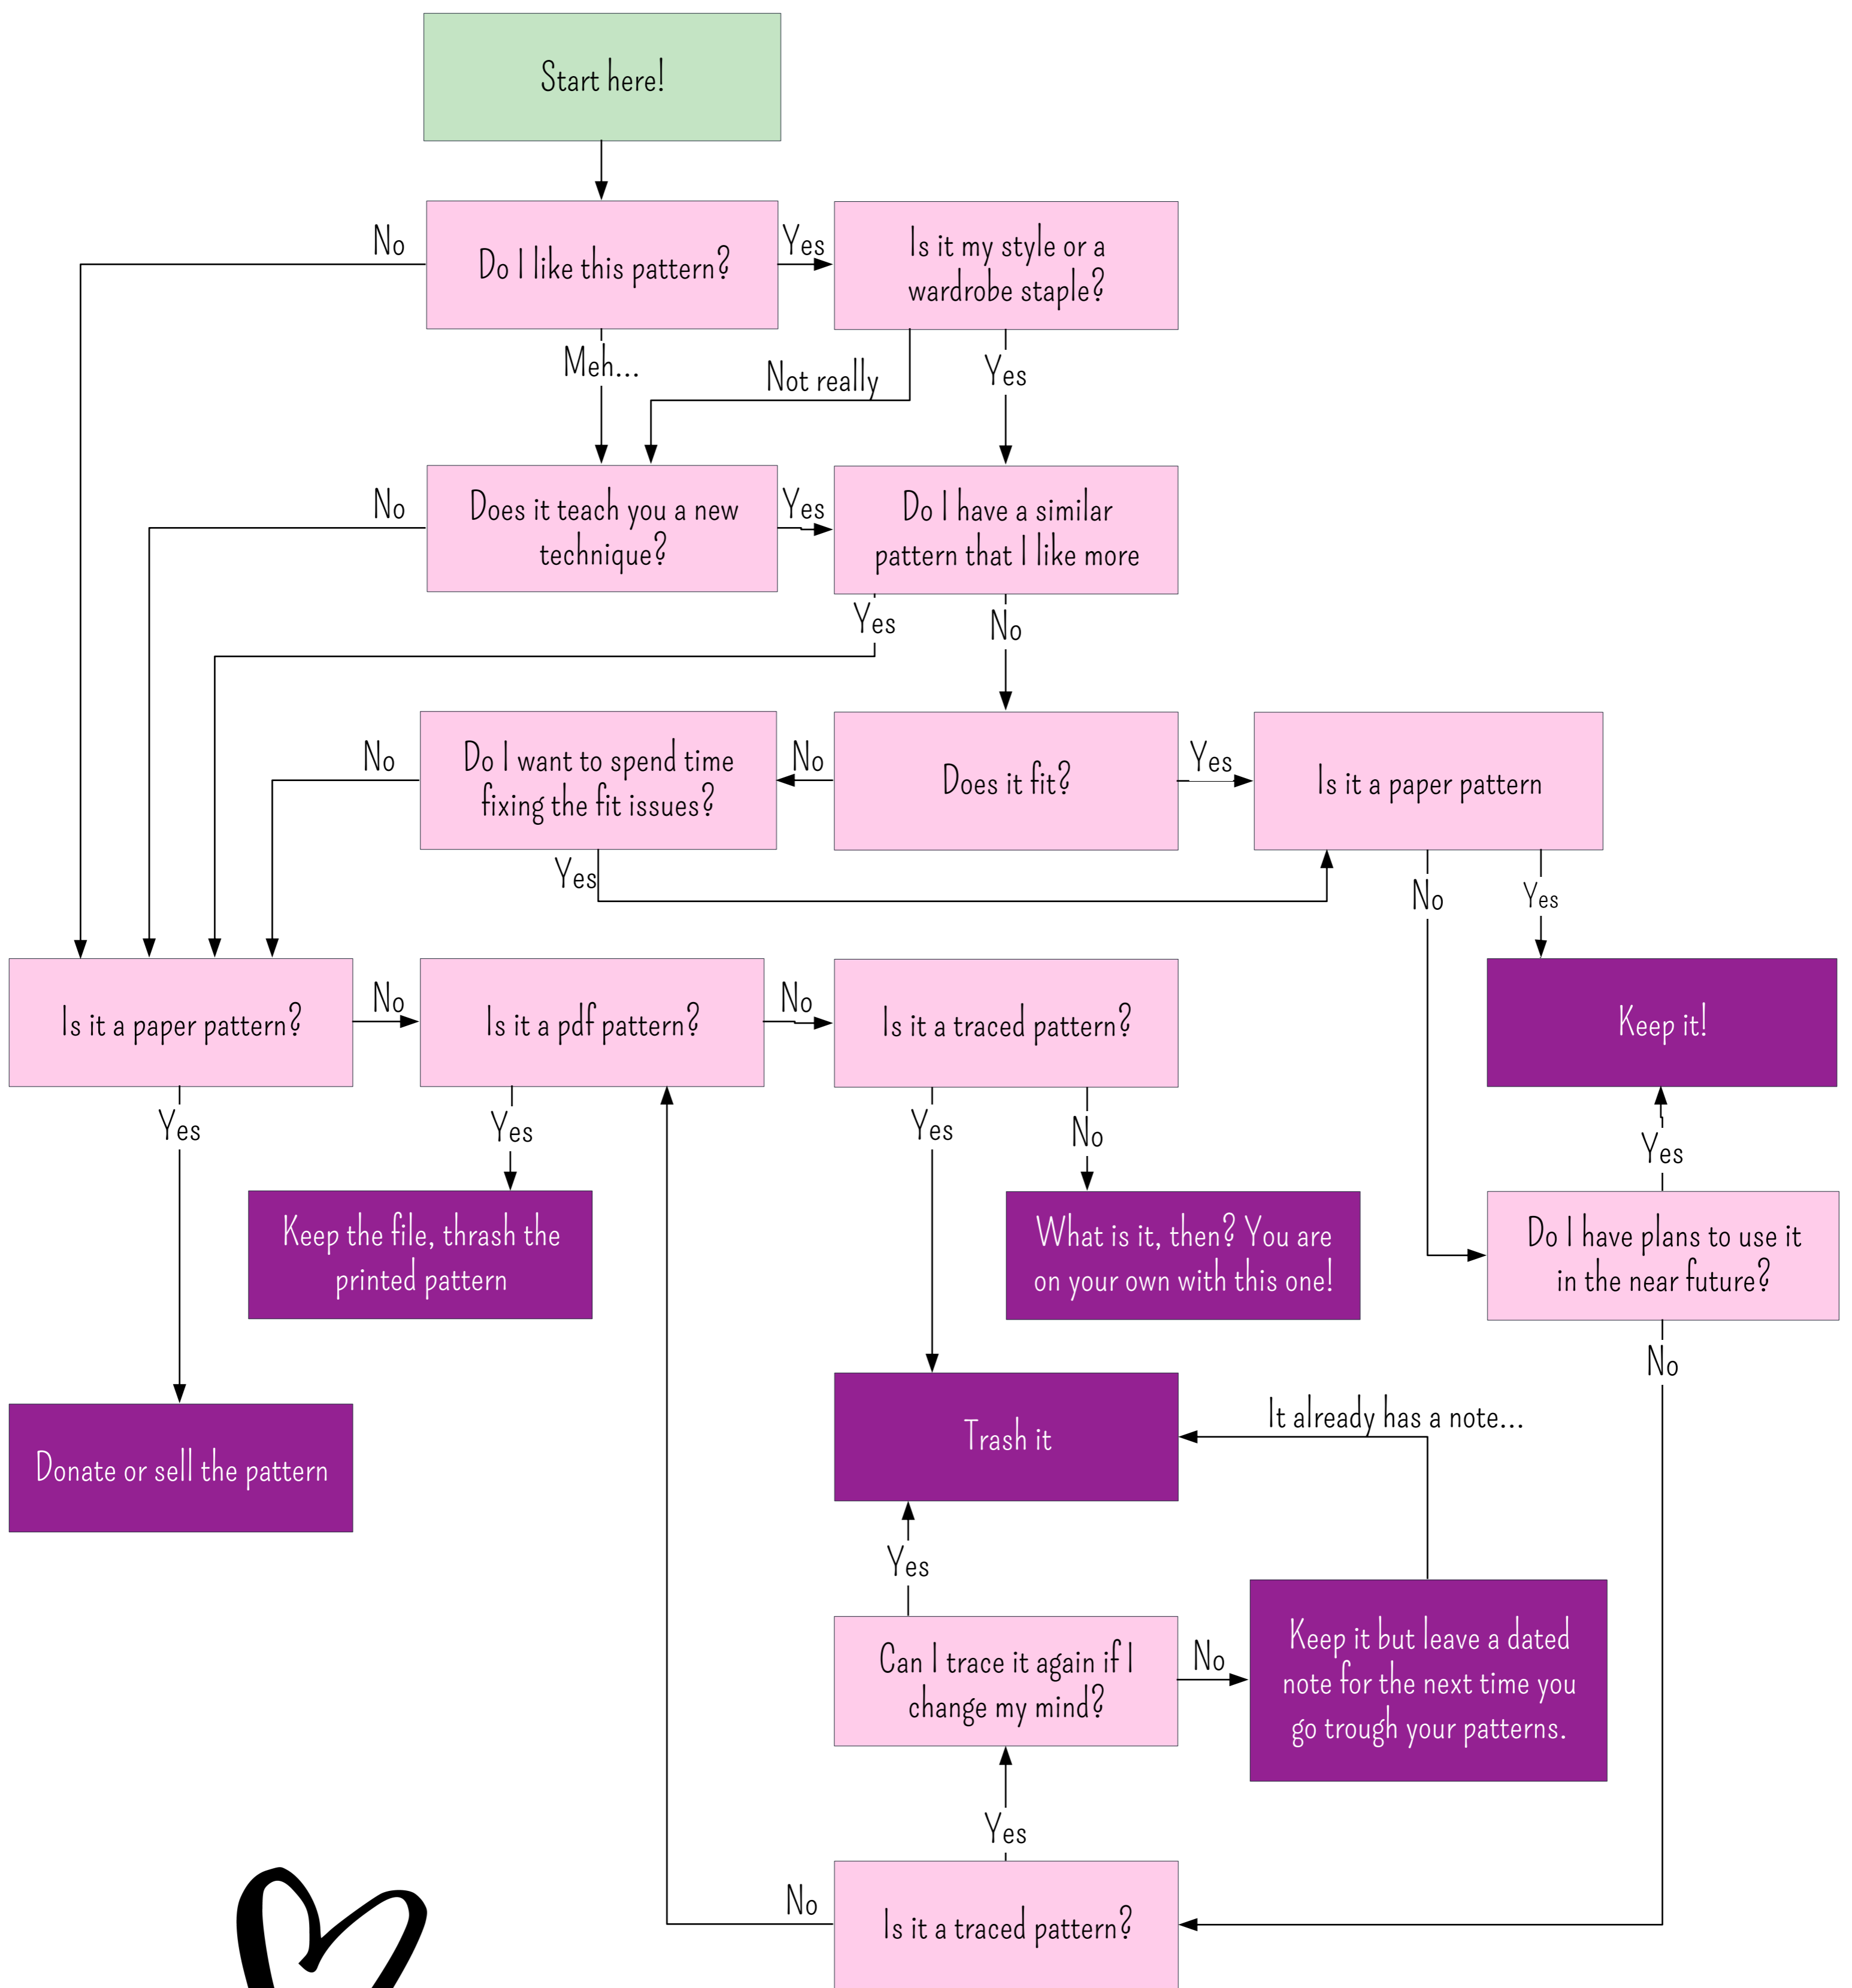 Start here!
No
Do I like this pattern?
Yes
Is it my style or a
wardrobe staple?
Meh...
Not really
Yes
No
Does it teach you a new
technique?
Yes
Do I have a similar
pattern that I like more
Yes
No
No
Do I want to spend time
fixing the fit issues?
No
Does it fit?
Yes
Is it a paper pattern
Yes
No
Yes
Is it a paper pattern?
No
Is it a pdf pattern?
No
Is it a traced pattern?
Keep it!
Yes
Yes
Yes
No
Yes
Keep the file, thrash the
printed pattern
What is it, then? You are
on your own with this one!
Do I have plans to use it
in the near future?
No
Donate or sell the pattern
Trash it
It already has a note...
Yes
Can I trace it again if I
change my mind?
No
Keep it but leave a dated
note for the next time you
go trough your patterns.
Yes
No
Is it a traced pattern?